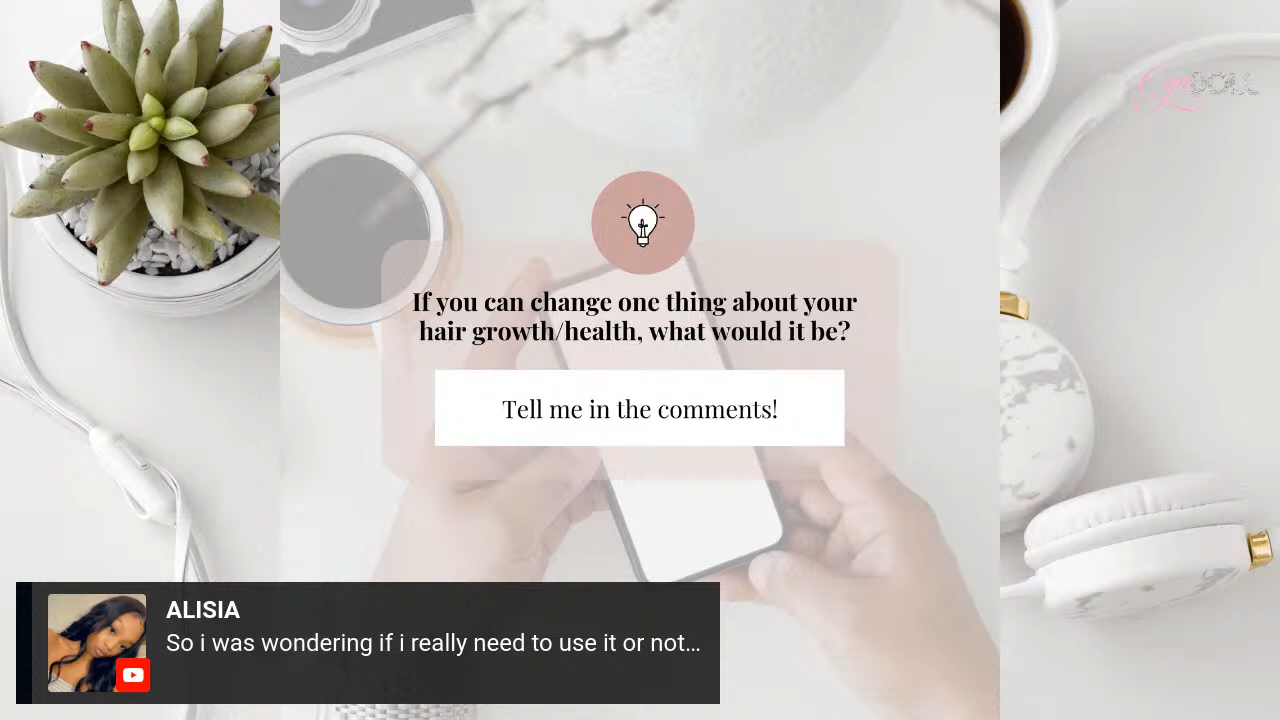 GynDOLL
If you can change one thing about your
hair growth/health, what would it be?
Tell me in the comments!
ALISIA
So i was wondering if i really need to use it or not...